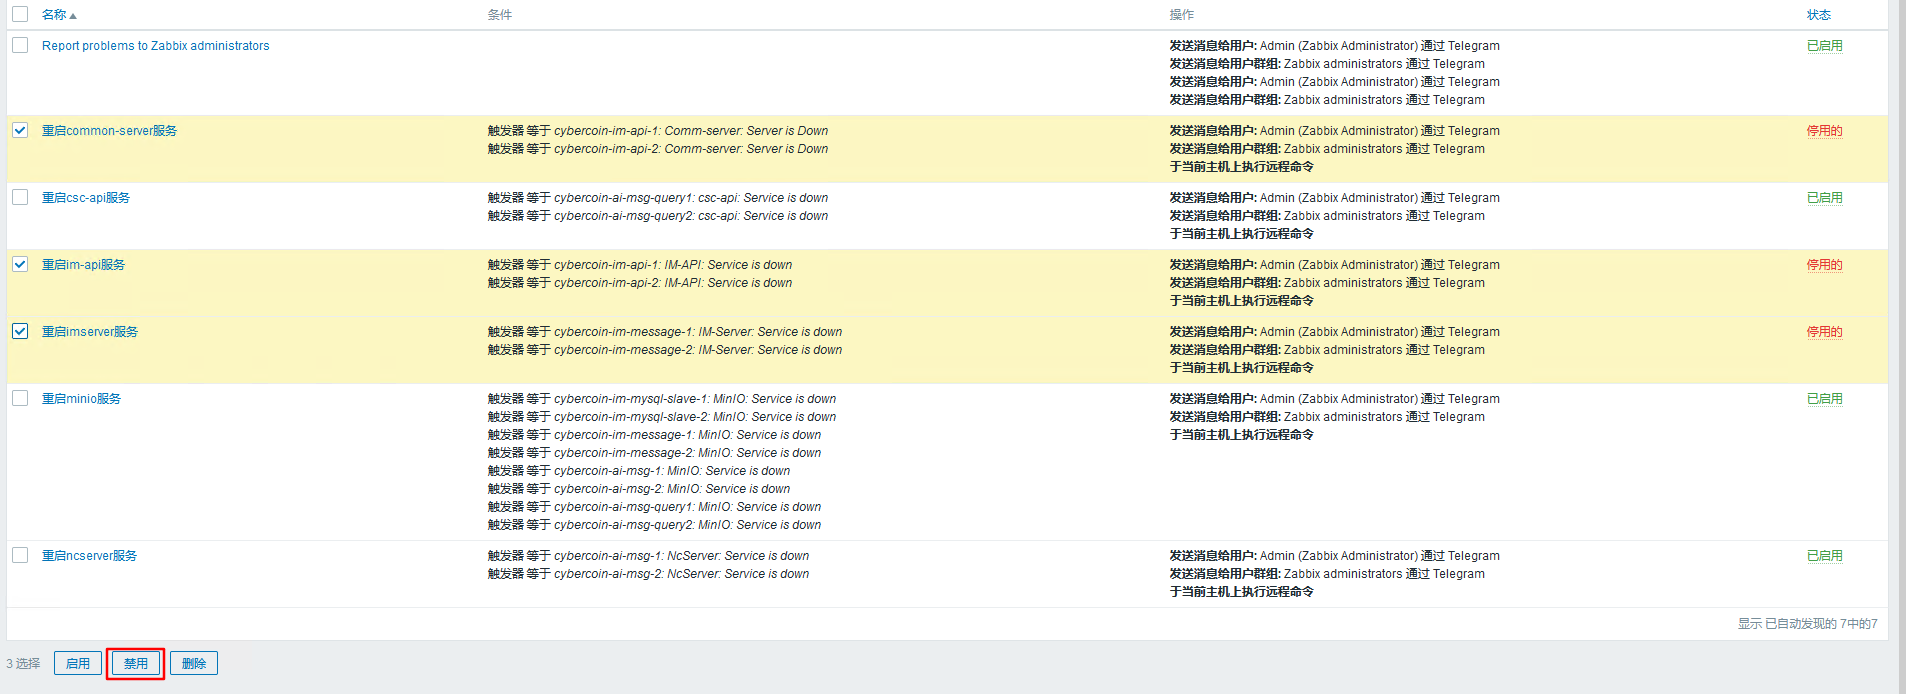 名称▲ 条件 操作 状态
Report problems to Zabbix administrators 发送消息给用户: Admin (Zabbix Administrator) 通过 Telegram 已启用
发送消息给用户群组: Zabbix administrators 通过 Telegram
发送消息给用户: Admin (Zabbix Administrator) 通过 Telegram
发送消息给用户群组: Zabbix administrators 通过 Telegram
重启common-server服务 触发器 等于 cybercoin-im-api-1: Comm-server: Server is Down 发送消息给用户: Admin (Zabbix Administrator) 通过 Telegram 停用的
触发器 等于 cybercoin-im-api-2: Comm-server: Server is Down 发送消息给用户群组: Zabbix administrators 通过 Telegram
于当前主机上执行远程命令
重启csc-api服务 触发器 等于 cybercoin-ai-msg-query1: csc-api: Service is down 发送消息给用户: Admin (Zabbix Administrator) 通过 Telegram 已启用
触发器 等于 cybercoin-ai-msg-query2: csc-api: Service is down 发送消息给用户群组: Zabbix administrators 通过 Telegram
于当前主机上执行远程命令
重启im-api服务 触发器 等于 cybercoin-im-api-1: IM-API: Service is down 发送消息给用户: Admin (Zabbix Administrator) 通过 Telegram 停用的
触发器 等于 cybercoin-im-api-2: IM-API: Service is down 发送消息给用户群组: Zabbix administrators 通过 Telegram
于当前主机上执行远程命令
重启imserver服务 触发器 等于 cybercoin-im-message-1: IM-Server: Service is down 发送消息给用户: Admin (Zabbix Administrator) 通过 Telegram 停用的
触发器 等于 cybercoin-im-message-2: IM-Server: Service is down 发送消息给用户群组: Zabbix administrators 通过 Telegram
于当前主机上执行远程命令
重启minio服务 触发器 等于 cybercoin-im-mysql-slave-1: MinIO: Service is down 发送消息给用户: Admin (Zabbix Administrator) 通过 Telegram 已启用
触发器 等于 cybercoin-im-mysql-slave-2: MinIO: Service is down 发送消息给用户群组: Zabbix administrators 通过 Telegram
触发器 等于 cybercoin-im-message-1: MinIO: Service is down 于当前主机上执行远程命令
触发器 等于 cybercoin-im-message-2: MinIO: Service is down
触发器 等于 cybercoin-ai-msg-1: MinIO: Service is down
触发器 等于 cybercoin-ai-msg-2: MinIO: Service is down
触发器 等于 cybercoin-ai-msg-query1: MinIO: Service is down
触发器 等于 cybercoin-ai-msg-query2: MinIO: Service is down
重启ncserver服务 触发器 等于 cybercoin-ai-msg-1: NcServer: Service is down 发送消息给用户: Admin (Zabbix Administrator) 通过 Telegram 已启用
触发器 等于 cybercoin-ai-msg-2: NcServer: Service is down 发送消息给用户群组: Zabbix administrators 通过 Telegram
于当前主机上执行远程命令
显示 已自动发现的 7中的7
3 选择 启用 禁用 删除